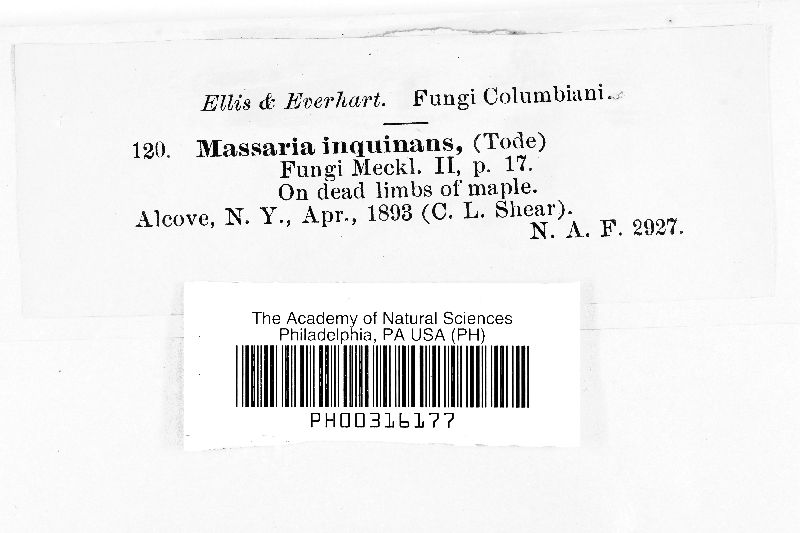 Ellis & Everhart. Fungi Columbiani.
120. Massaria inquinans, (Tode)
Fungi Meckl. II, p. 17.
On dead limbs of maple.
Alcove, N. Y., Apr., 1893 (C. L. Shear).
N. A. F. 2927.
The Academy of Natural Sciences
Philadelphia, PA USA (PH)
PH00316177